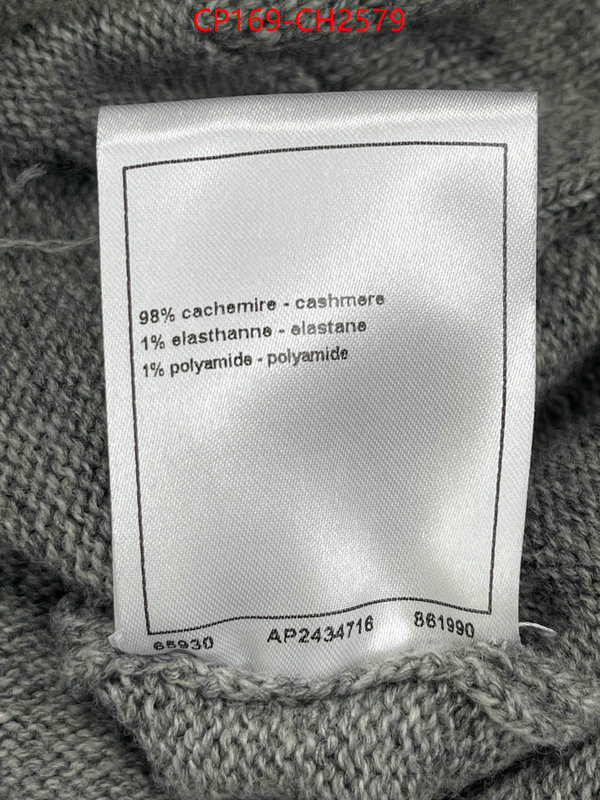 CP169-CH2579
98% cachemire - cashmere
1% elasthanne - elastane
1% polyamide - polyamide
65930 AP2434716 861990